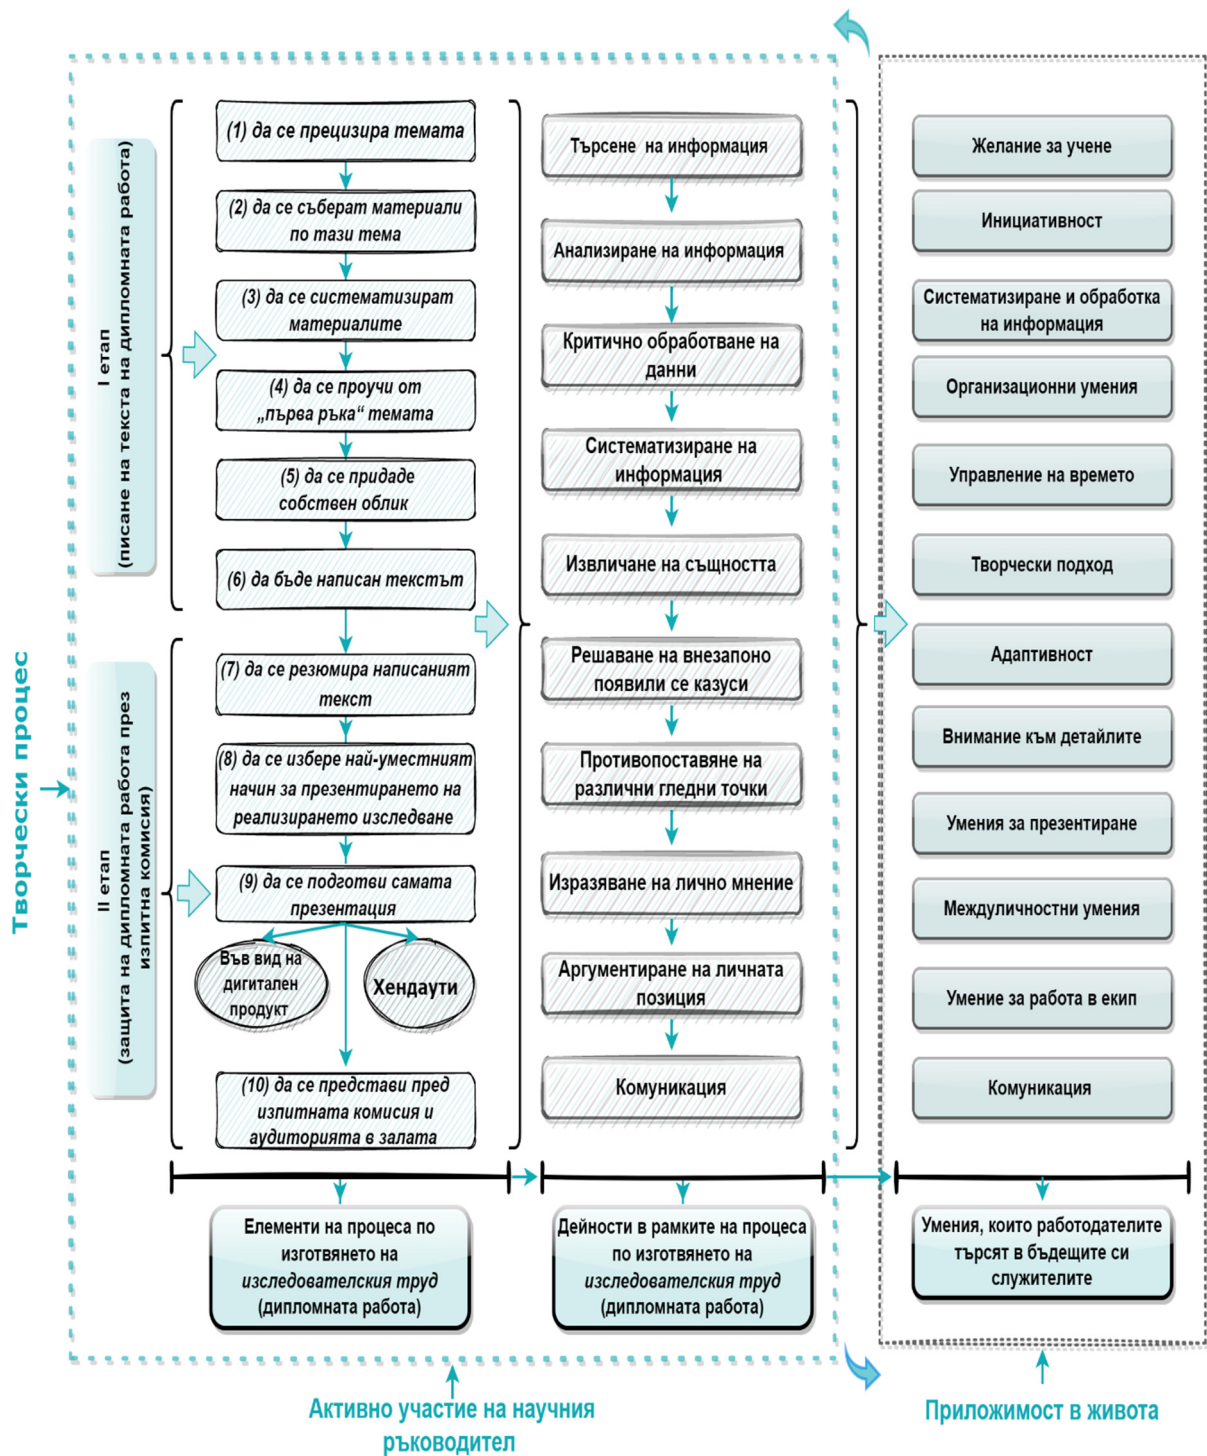 Творчески процес
I етап
(писане на текста на дипломната работа)
II етап
(защита на дипломната работа през
изпитна комисия)
(1) да се прецизира темата
(2) да се съберат материали
по тази тема
(3) да се систематизират
материалите
(4) да се проучи от
„първа ръка“ темата
(5) да се придаде
собствен облик
(6) да бъде написан текстът
(7) да се резюмира написаният
текст
(8) да се избере най-уместният
начин за презентирането на
реализирето изследване
(9) да се подготви самата
презентация
Във вид на
дигитален
продукт
Хендаути
(10) да се представи пред
изпитната комисия и
аудиторията в залата
Елементи на процеса по
изготвянето на
изследователския труд
(дипломната работа)
Търсене на информация
Анализиране на информация
Критично обработване на
данни
Систематизиране на
информация
Извличане на същността
Решаване на внезапоно
появили се казуси
Противопоставяне на
различни гледни точки
Изразяване на лично мнение
Аргументиране на личната
позиция
Комуникация
Дейности в рамките на процеса
по изготвянето на
изследователския труд
(дипломната работа)
Желание за учене
Инициативност
Систематизиране и обработка
на информация
Организационни умения
Управление на времето
Творчески подход
Адаптивност
Внимание към детайлите
Умения за презентиране
Междуличностни умения
Умение за работа в екип
Комуникация
Умения, които работодателите
търсят в бъдещите си
служителите
Активно участие на научния
ръководител
Приложимост в живота